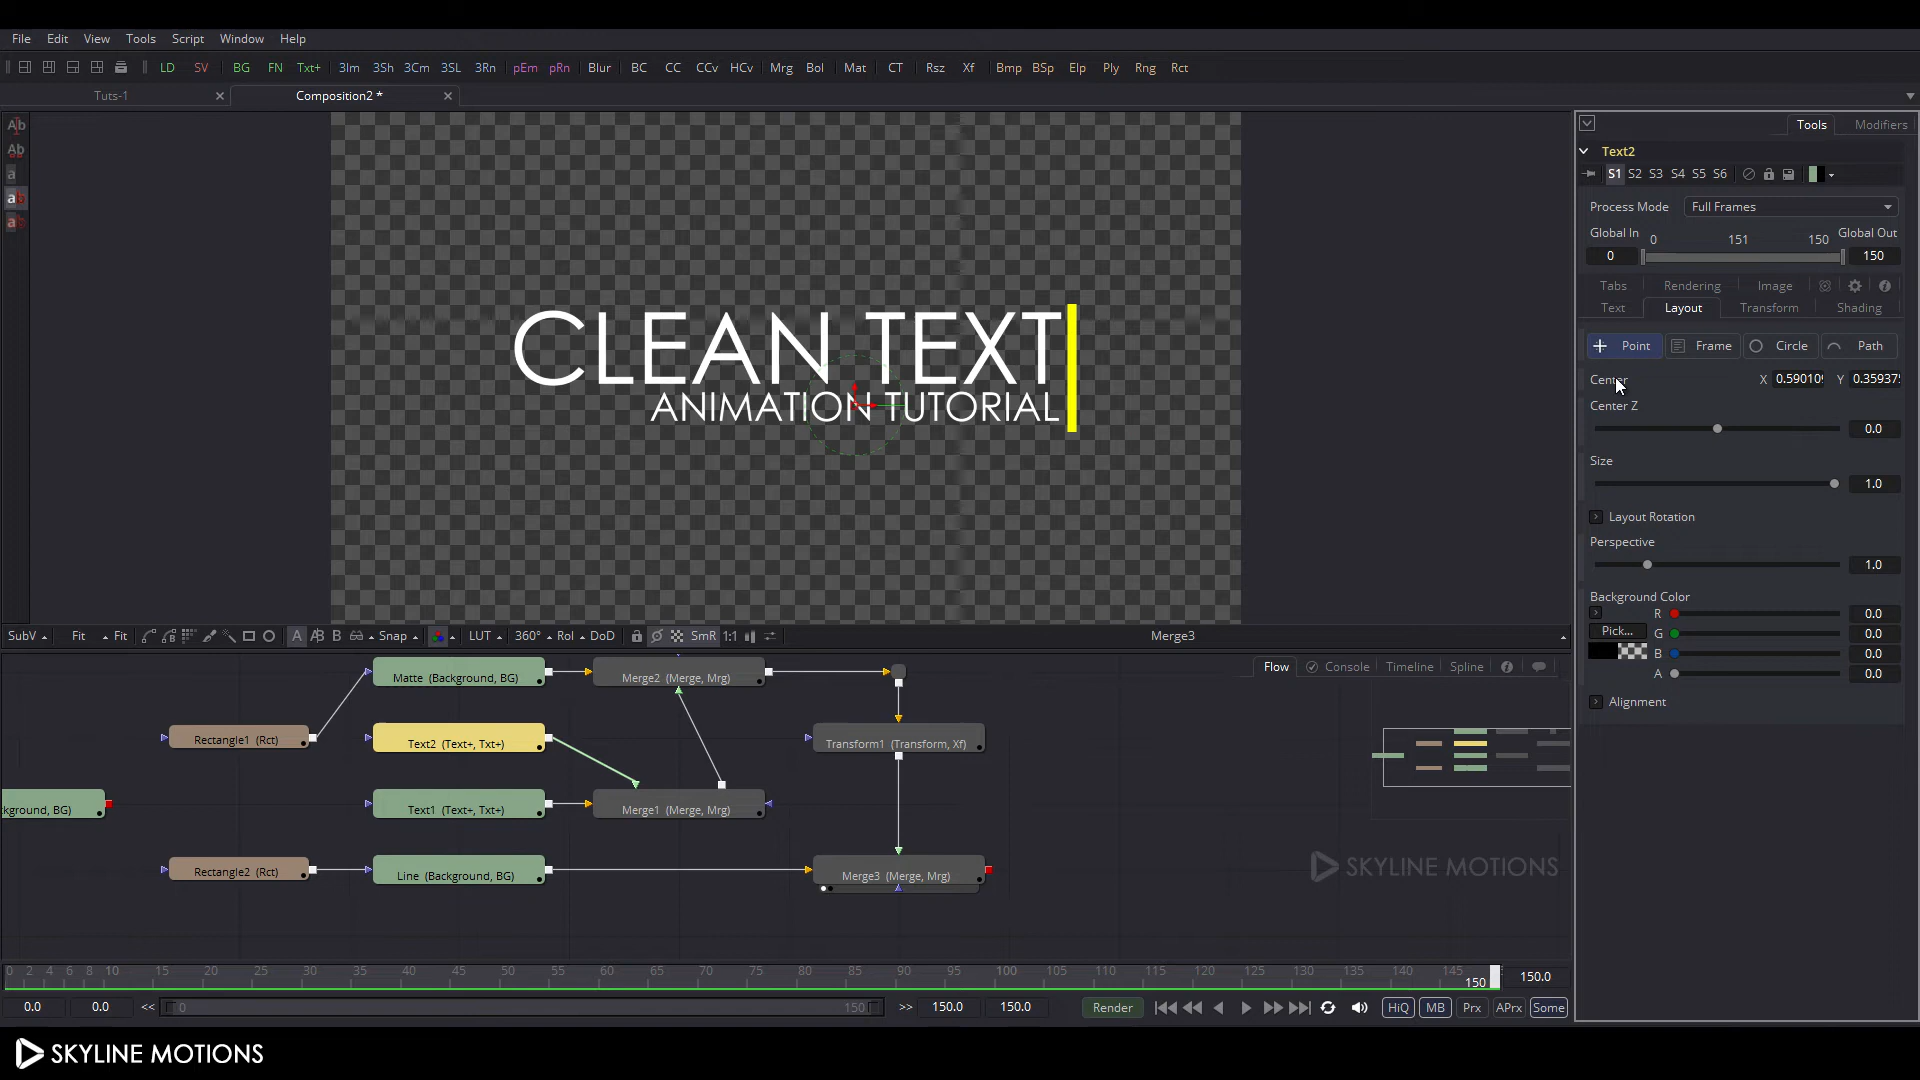 File Edit View Tools Script Window Help
LD SV BG FN Txt+ 3Im 3Sh 3Cm 3SL 3Rn pEm pRn Blur BC CC CCv HCv Mrg Bol Mat CT Rsz Xf Bmp BSp Elp Ply Rng Rct
Tuts-1 Composition2 *
Tools Modifiers
Text2
S1 S2 S3 S4 S5 S6
Process Mode Full Frames
Global In 0 151 150 Global Out
0 150
Tabs Rendering Image
Text Layout Transform Shading
Point Frame Circle Path
Center X 0.59010 Y 0.35937
Center Z
0.0
Size
1.0
Layout Rotation
Perspective
1.0
Background Color
R 0.0
Pick... G 0.0
B 0.0
A 0.0
Alignment
Ab
Ab
a
ab
ab
CLEAN TEXT
ANIMATION TUTORIAL
SubV Fit Fit A AB B Snap LUT 360° RoI DoD SmR 1:1 Merge3
Flow Console Timeline Spline
Matte (Background, BG) Merge2 (Merge, Mrg)
Rectangle1 (Rct) Text2 (Text+, Txt+) Transform1 (Transform, Xf)
kground, BG) Text1 (Text+, Txt+) Merge1 (Merge, Mrg)
Rectangle2 (Rct) Line (Background, BG) Merge3 (Merge, Mrg)
SKYLINE MOTIONS
0 2 4 6 8 10 15 20 25 30 35 40 45 50 55 60 65 70 75 80 85 90 95 100 105 110 115 120 125 130 135 140 145 150 150.0
0.0 0.0 << 0 150 >> 150.0 150.0 Render HiQ MB Prx APrx Some
SKYLINE MOTIONS